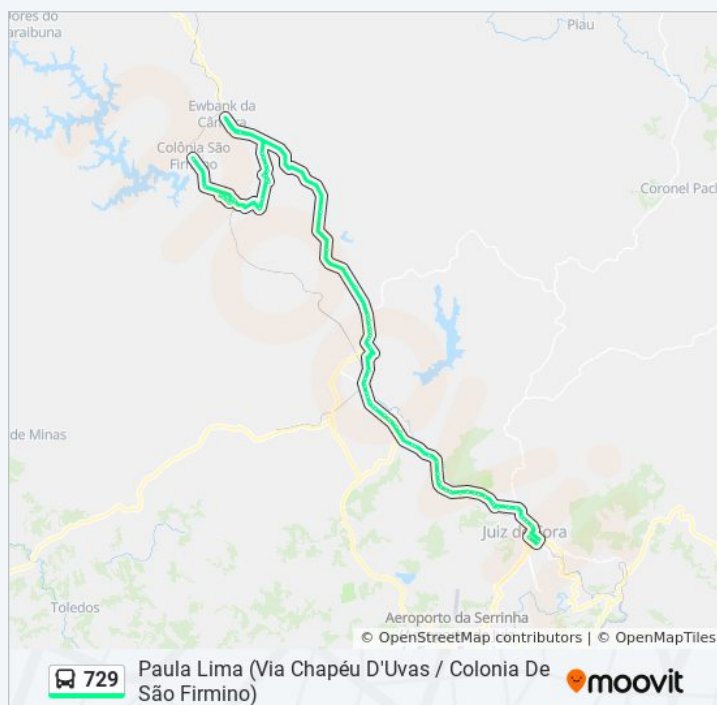 ores do
araibuna
Piau
Ewbank da
Câmara
Colônia São
Firmino
Coronel Pach
de Minas
Juiz de Fora
Toledos
Aeroporto da Serrinha
© OpenStreetMap contributors | © OpenMapTiles
729
Paula Lima (Via Chapéu D'Uvas / Colonia De
São Firmino)
moovit